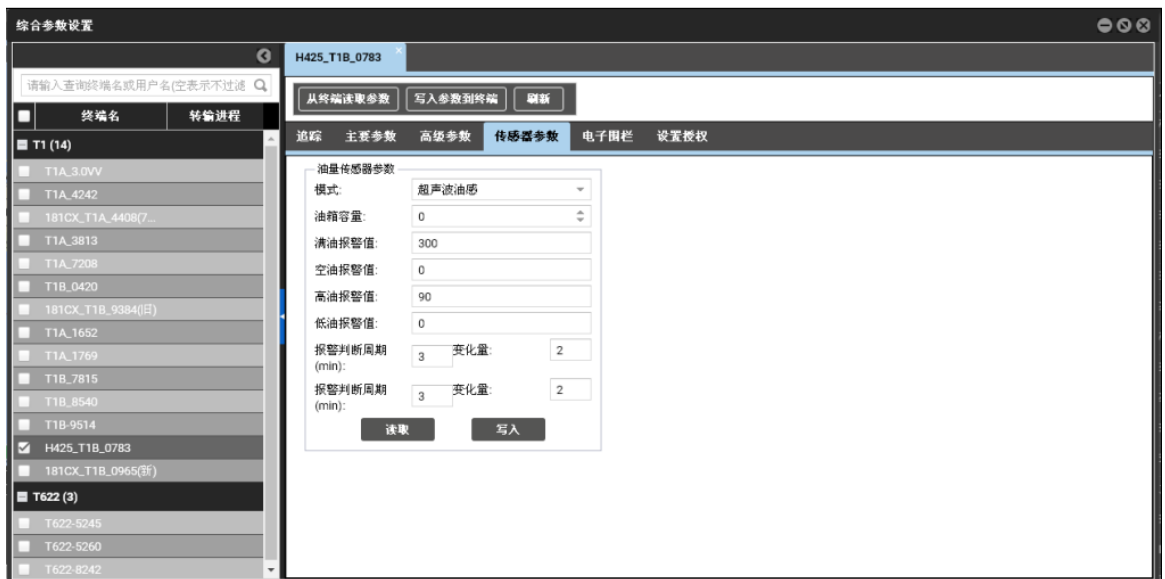 综合参数设置
请输入查询终端名或用户名(空表示不过滤
终端名 转输进程
T1 (14)
T1A_3.0VV
T1A_4242
181CX_T1A_4408(7...
T1A_3813
T1A_7208
T1B_0420
181CX_T1B_9384(旧)
T1A_1652
T1A_1769
T1B_7815
T1B_8540
T1B-9514
H425_T1B_0783
181CX_T1B_0965(新)
T622 (3)
T622-5245
T622-5260
T622-8242
H425_T1B_0783
从终端读取参数 写入参数到终端 刷新
追踪 主要参数 高级参数 传感器参数 电子围栏 设置授权
油量传感器参数
模式: 超声波油感
油箱容量: 0
满油报警值: 300
空油报警值: 0
高油报警值: 90
低油报警值: 0
报警判断周期(min): 3 变化量: 2
报警判断周期(min): 3 变化量: 2
读取 写入